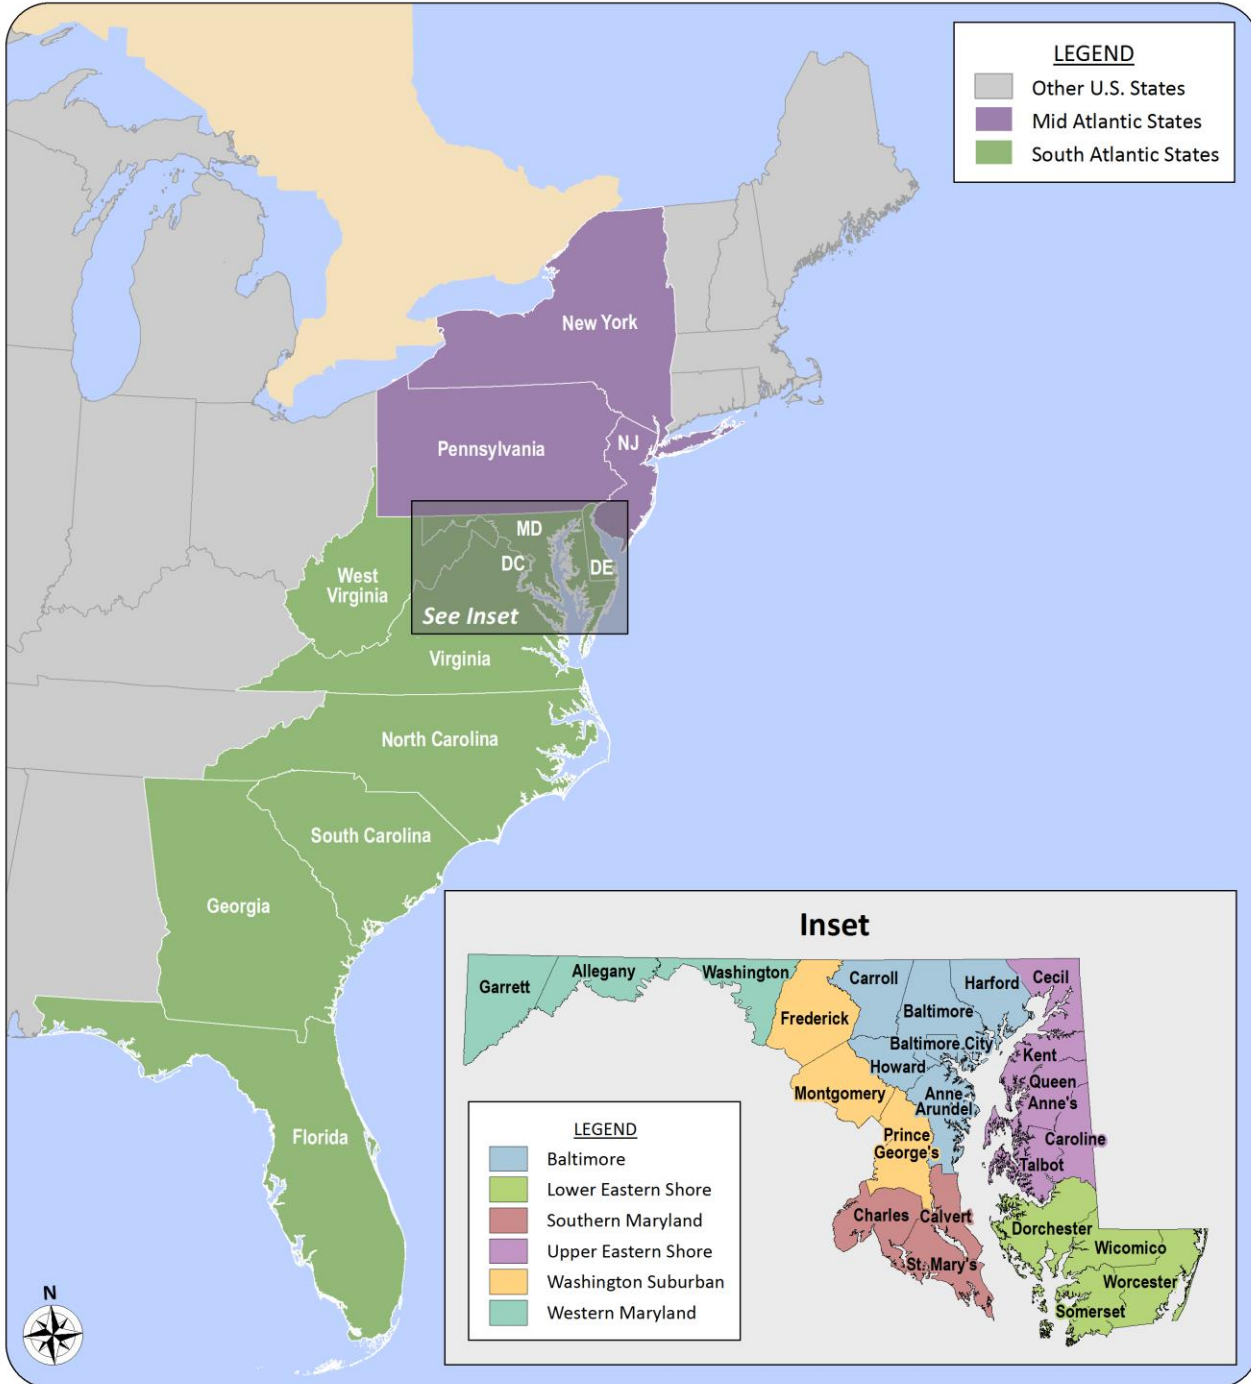 LEGEND
Other U.S. States
Mid Atlantic States
South Atlantic States
New York
Pennsylvania
NJ
MD
DC
DE
See Inset
West
Virginia
Virginia
North Carolina
South Carolina
Georgia
Florida
N
Inset
Garrett
Allegany
Washington
Frederick
Carroll
Baltimore
Harford
Cecil
Baltimore City
Howard
Montgomery
Anne
Arundel
Prince
George's
Kent
Queen
Anne's
Caroline
Talbot
Charles
Calvert
St. Mary's
Dorchester
Wicomico
Worcester
Somerset
LEGEND
Baltimore
Lower Eastern Shore
Southern Maryland
Upper Eastern Shore
Washington Suburban
Western Maryland